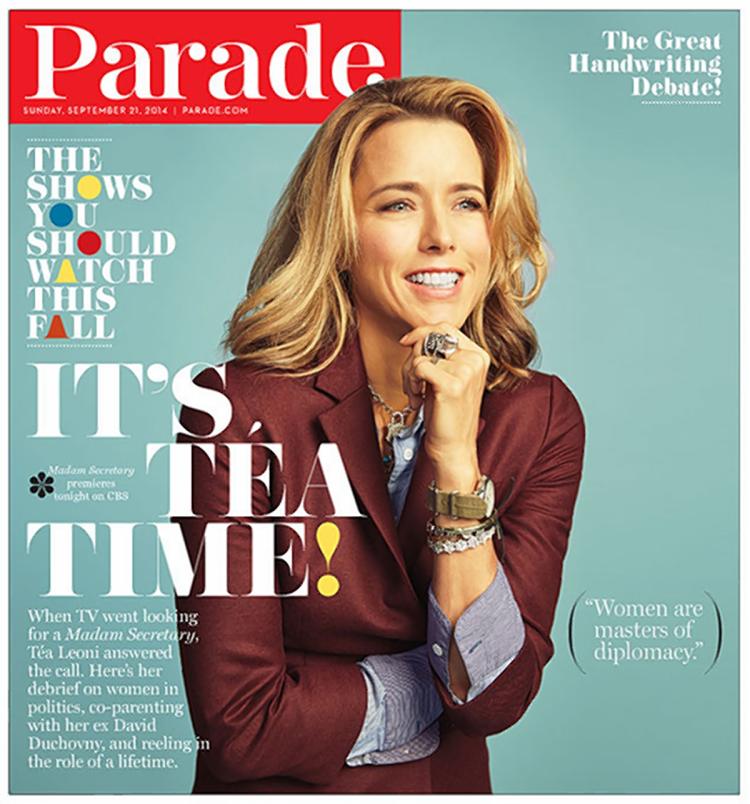 Parade
SUNDAY, SEPTEMBER 21, 2014 | PARADE.COM
The Great
Handwriting
Debate!
THE
SHOWS
YOU
SHOULD
WATCH
THIS
FALL
IT'S
TÉA
TIME!
Madam Secretary
premieres
tonight on CBS
When TV went looking
for a Madam Secretary,
Téa Leoni answered
the call. Here's her
debrief on women in
politics, co-parenting
with her ex David
Duchovny, and reeling in
the role of a lifetime.
“Women are
masters of
diplomacy.”